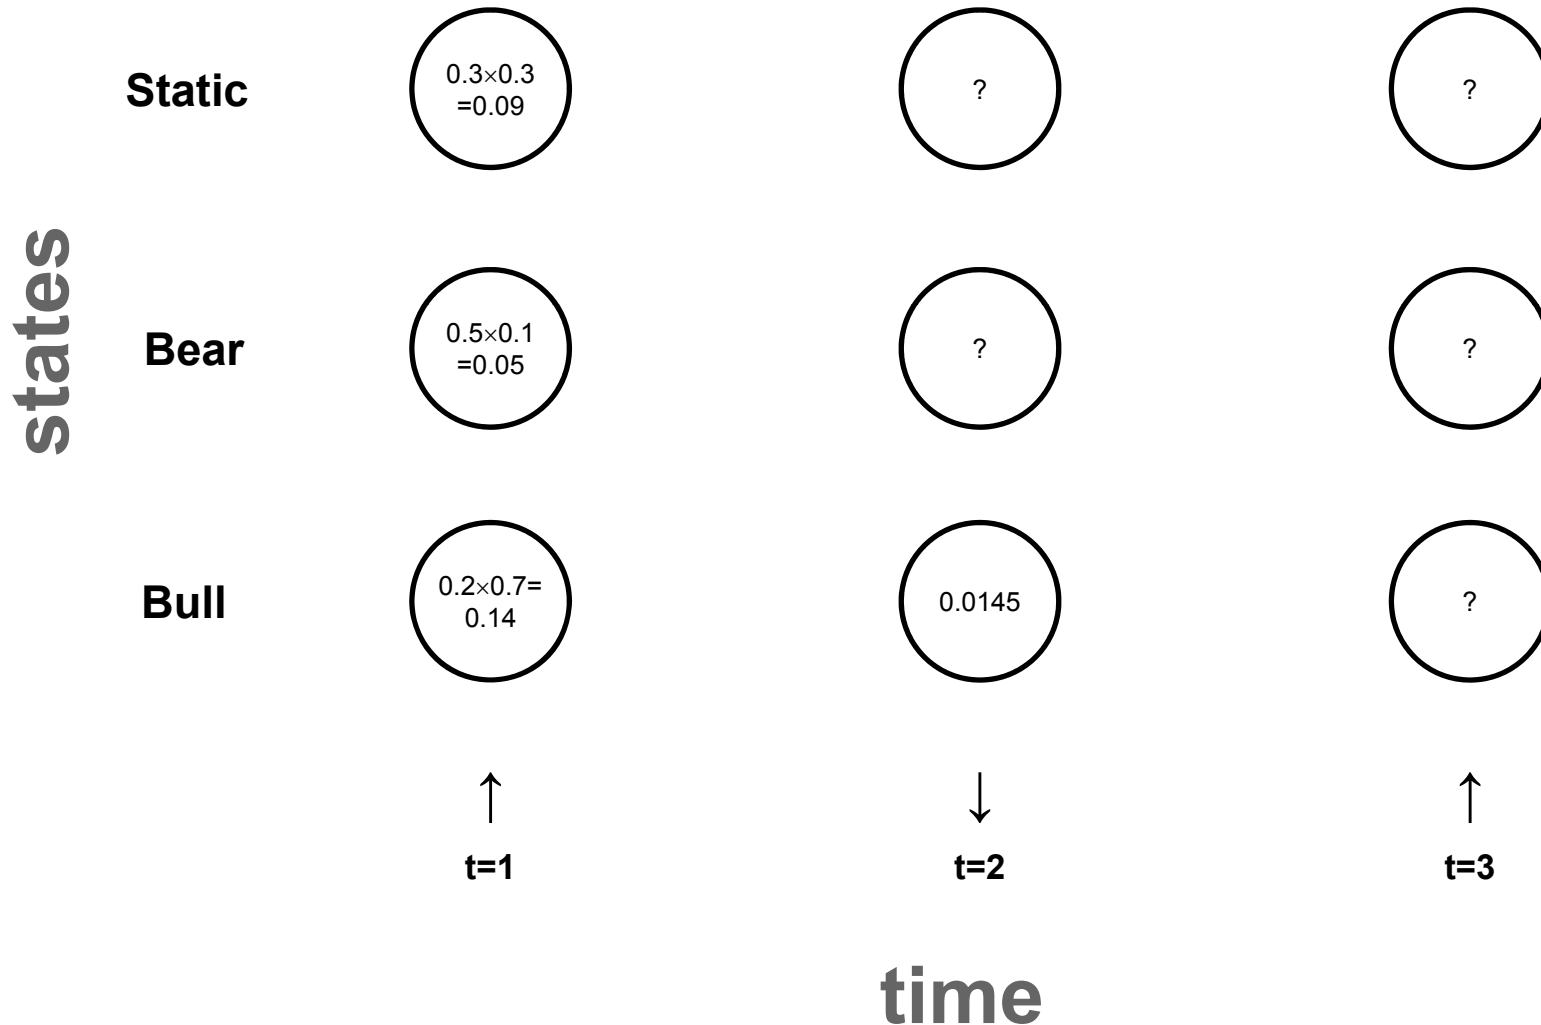 states
Static
0.3×0.3
=0.09
?
?
Bear
0.5×0.1
=0.05
?
?
Bull
0.2×0.7=
0.14
0.0145
?
↑
↓
↑
t=1
t=2
t=3
time